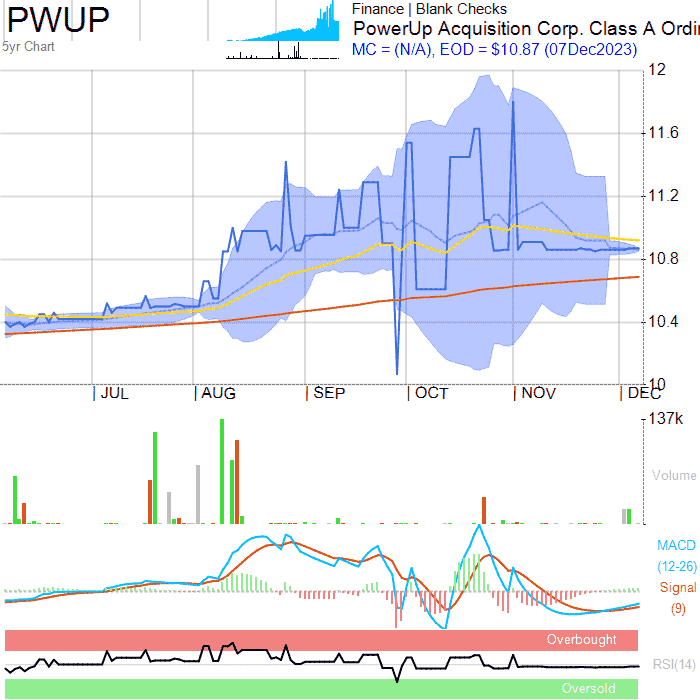 PWUP
5yr Chart
Finance | Blank Checks
PowerUp Acquisition Corp. Class A Ordi
MC = (N/A), EOD = $10.87 (07Dec2023)
12
11.6
11.2
10.8
10.4
10
JUL
AUG
SEP
OCT
NOV
DEC
137k
Volume
MACD
(12-26)
Signal
(9)
Overbought
RSI(14)
Oversold